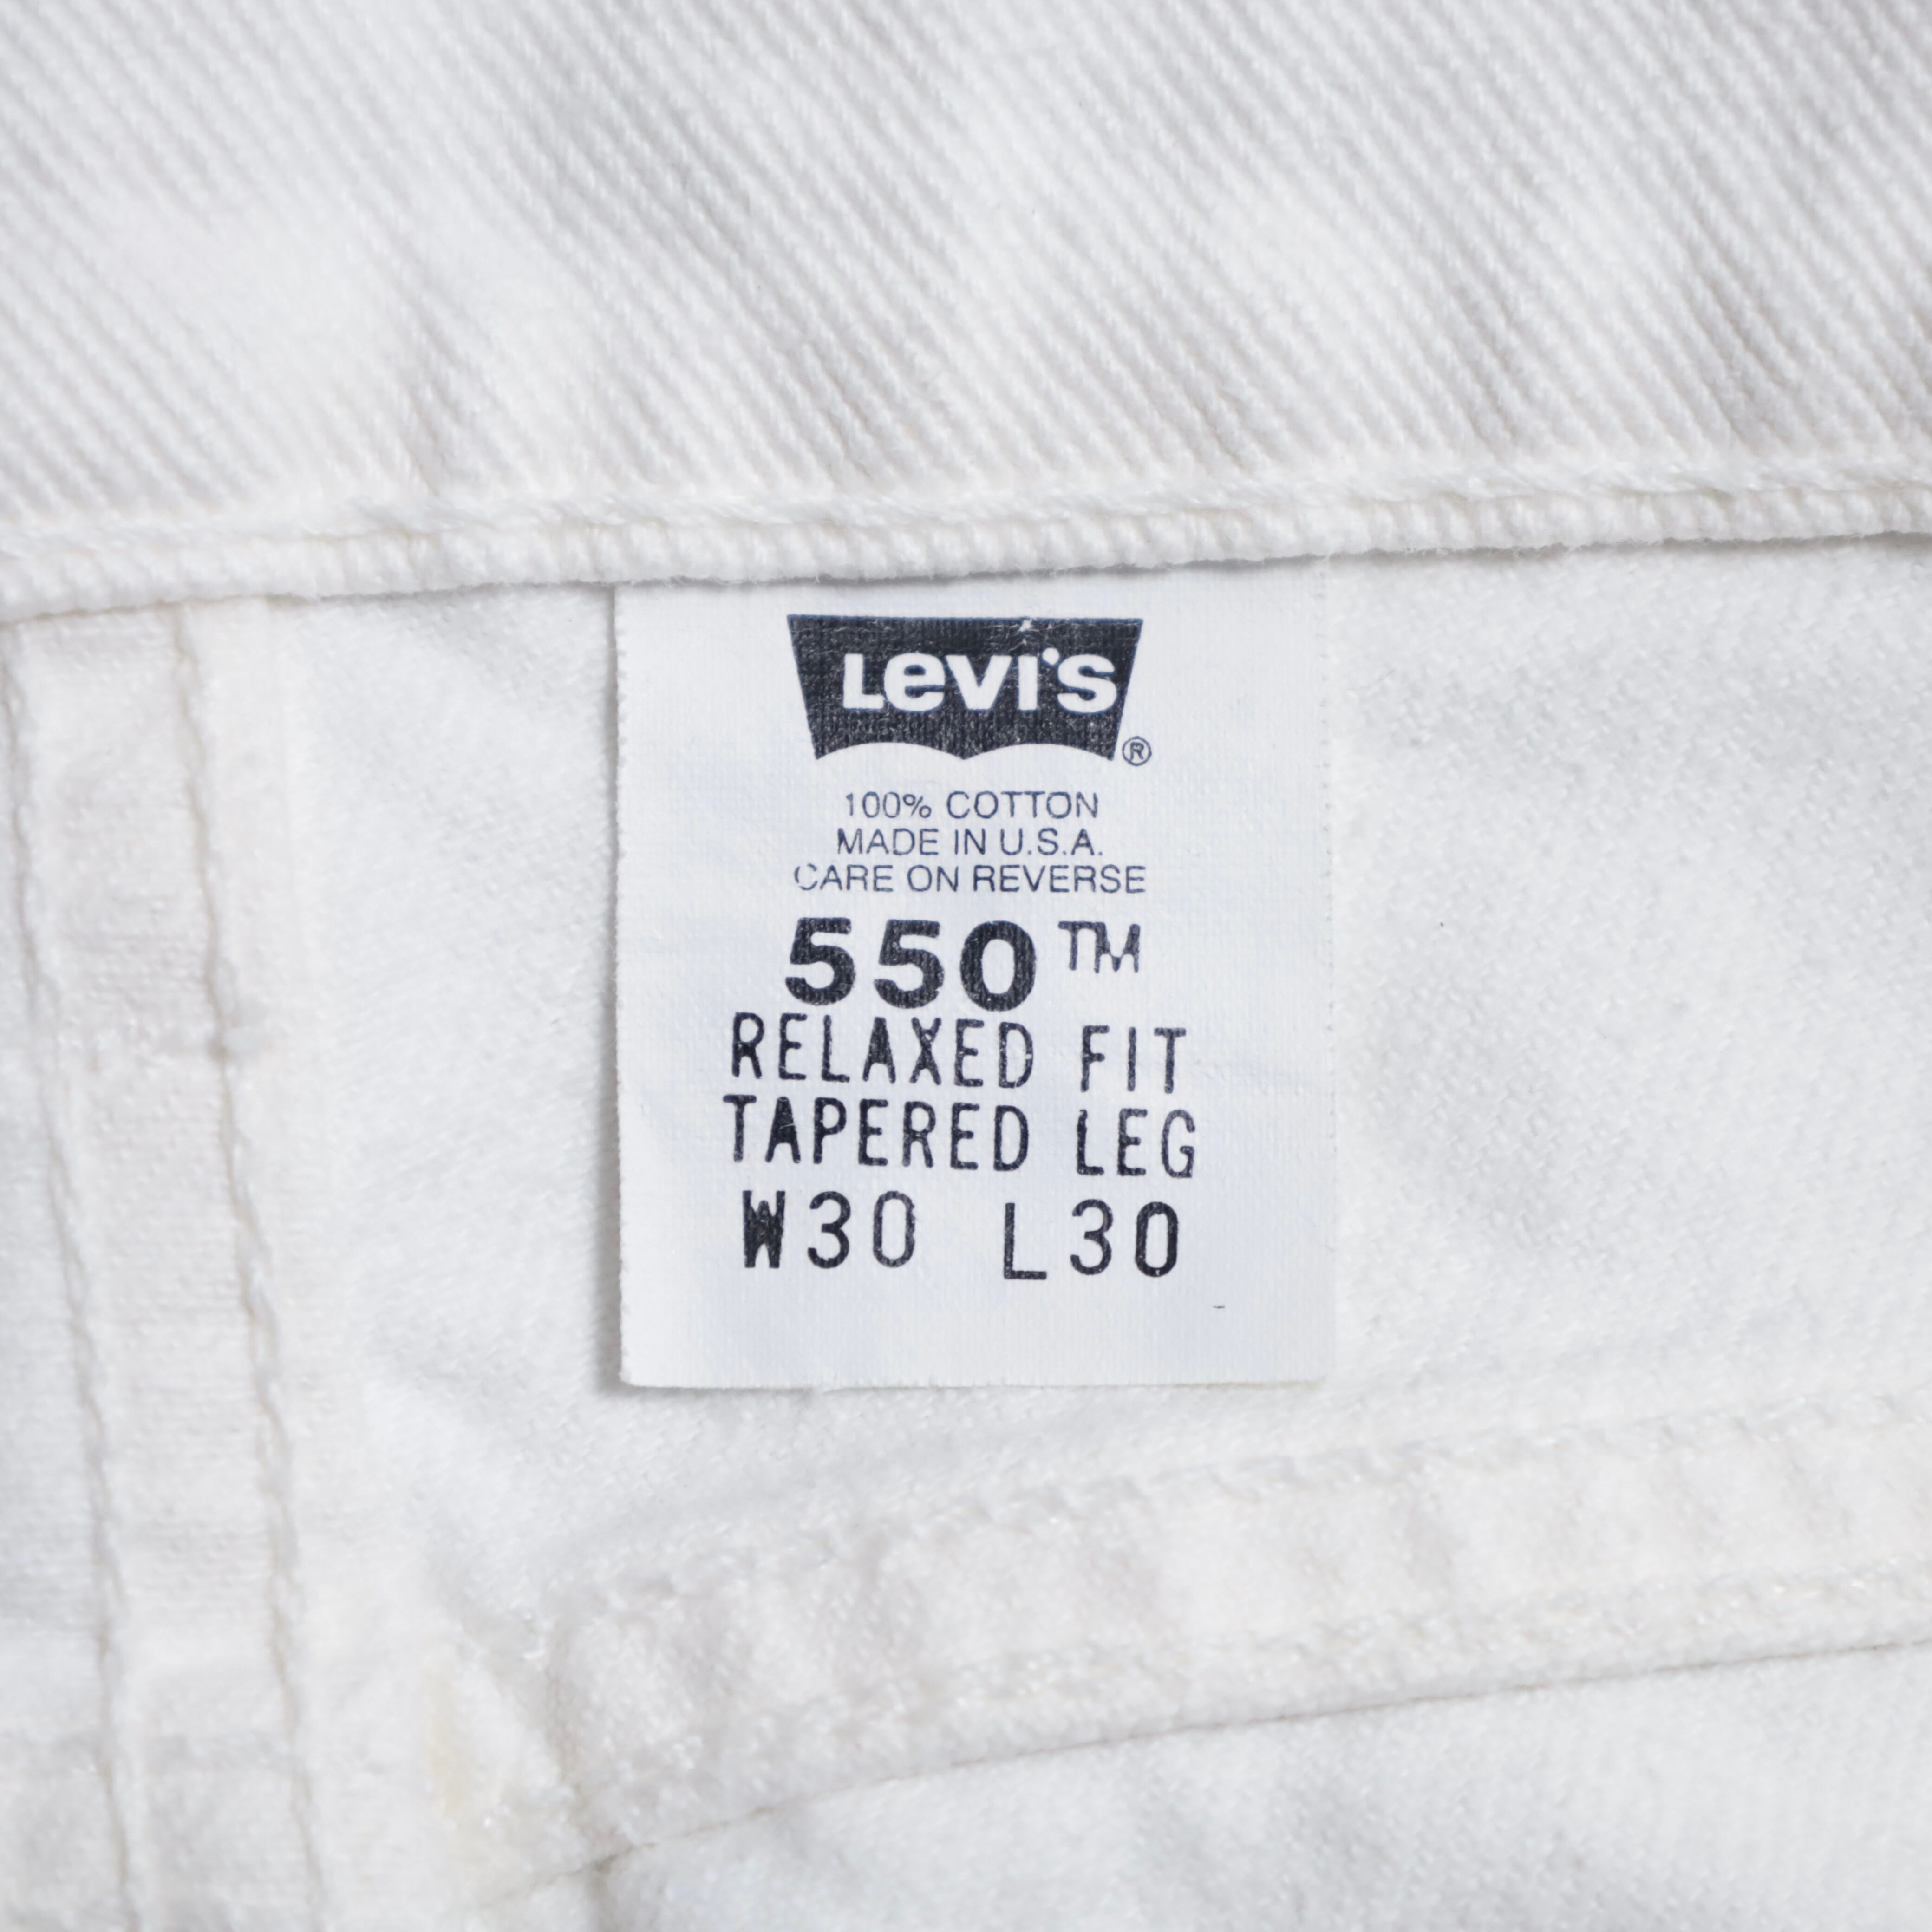 Levi's ®
100% COTTON
MADE IN U.S.A.
CARE ON REVERSE
550™
RELAXED FIT
TAPERED LEG
W30 L30